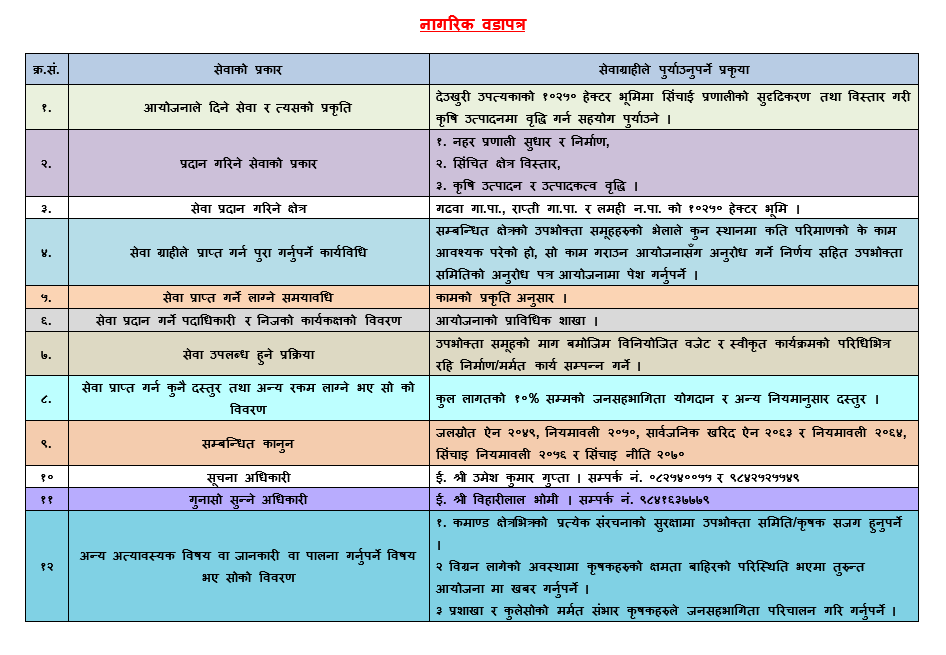 नागरिक वडापत्र
क्र.सं. सेवाको प्रकार सेवाग्राहीले पुर्याउनुपर्ने प्रकृया
१. आयोजनाले दिने सेवा र त्यसको प्रकृति देउखुरी उपत्यकाको १०२५० हेक्टर भूमिमा सिंचाई प्रणालीको सुदृढिकरण तथा विस्तार गरी
कृषि उत्पादनमा वृद्धि गर्न सहयोग पुर्याउने ।
२. प्रदान गरिने सेवाको प्रकार १. नहर प्रणाली सुधार र निर्माण,
२. सिंचित क्षेत्र विस्तार,
३. कृषि उत्पादन र उत्पादकत्व वृद्धि ।
३. सेवा प्रदान गरिने क्षेत्र गढवा गा.पा., राप्ती गा.पा. र लमही न.पा. को १०२५० हेक्टर भूमि ।
४. सेवा ग्राहीले प्राप्त गर्न पुरा गर्नुपर्ने कार्यविधि सम्बन्धित क्षेत्रको उपभोक्ता समूहहरुको भेलाले कुन स्थानमा कति परिमाणको के काम
आवश्यक परेको हो, सो काम गराउन आयोजनासँग अनुरोध गर्ने निर्णय सहित उपभोक्ता
समितिको अनुरोध पत्र आयोजनामा पेश गर्नुपर्ने ।
५. सेवा प्राप्त गर्ने लाग्ने समयावधि कामको प्रकृति अनुसार ।
६. सेवा प्रदान गर्ने पदाधिकारी र निजको कार्यकक्षको विवरण आयोजनाको प्राविधिक शाखा ।
७. सेवा उपलब्ध हुने प्रक्रिया उपभोक्ता समूहको माग बमोजिम विनियोजित वजेट र स्वीकृत कार्यक्रमको परिधिभित्र
रहि निर्माण/मर्मत कार्य सम्पन्न गर्ने ।
८. सेवा प्राप्त गर्न कुनै दस्तुर तथा अन्य रकम लाग्ने भए सो को
विवरण कुल लागतको १०% सम्मको जनसहभागिता योगदान र अन्य नियमानुसार दस्तुर ।
९. सम्बन्धित कानुन जलस्रोत ऐन २०४९, नियमावली २०५०, सार्वजनिक खरिद ऐन २०६३ र नियमावली २०६४,
सिंचाइ नियमावली २०५६ र सिंचाइ नीति २०७०
१० सूचना अधिकारी ई. श्री उमेश कुमार गुप्ता । सम्पर्क नं. ०८२५४००५५ र ९८४२५२५५४९
११ गुनासो सुन्ने अधिकारी ई. श्री विहारीलाल भोमी । सम्पर्क नं. ९८४१६३७७७९
१२ अन्य अत्यावस्यक विषय वा जानकारी वा पालना गर्नुपर्ने विषय
भए सोको विवरण १. कमाण्ड क्षेत्रभित्रको प्रत्येक संरचनाको सुरक्षामा उपभोक्ता समिति/कृषक सजग हुनुपर्ने
।
२ विग्रन लागेको अवस्थामा कृषकहरुको क्षमता बाहिरको परिस्थिति भएमा तुरुन्त
आयोजना मा खबर गर्नुपर्ने ।
३ प्रशाखा र कुलेसोको मर्मत संभार कृषकहरुले जनसहभागिता परिचालन गरि गर्नुपर्ने ।